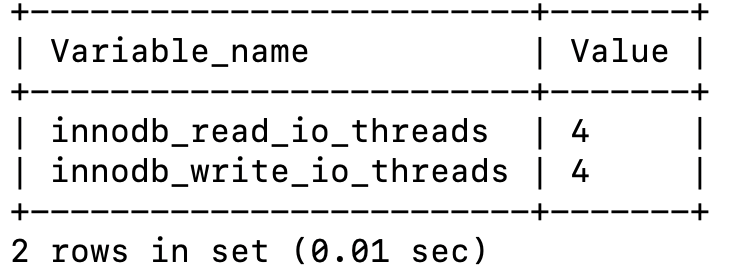 +--------------------------+-------+
| Variable_name            | Value |
+--------------------------+-------+
| innodb_read_io_threads   | 4     |
| innodb_write_io_threads  | 4     |
+--------------------------+-------+
2 rows in set (0.01 sec)